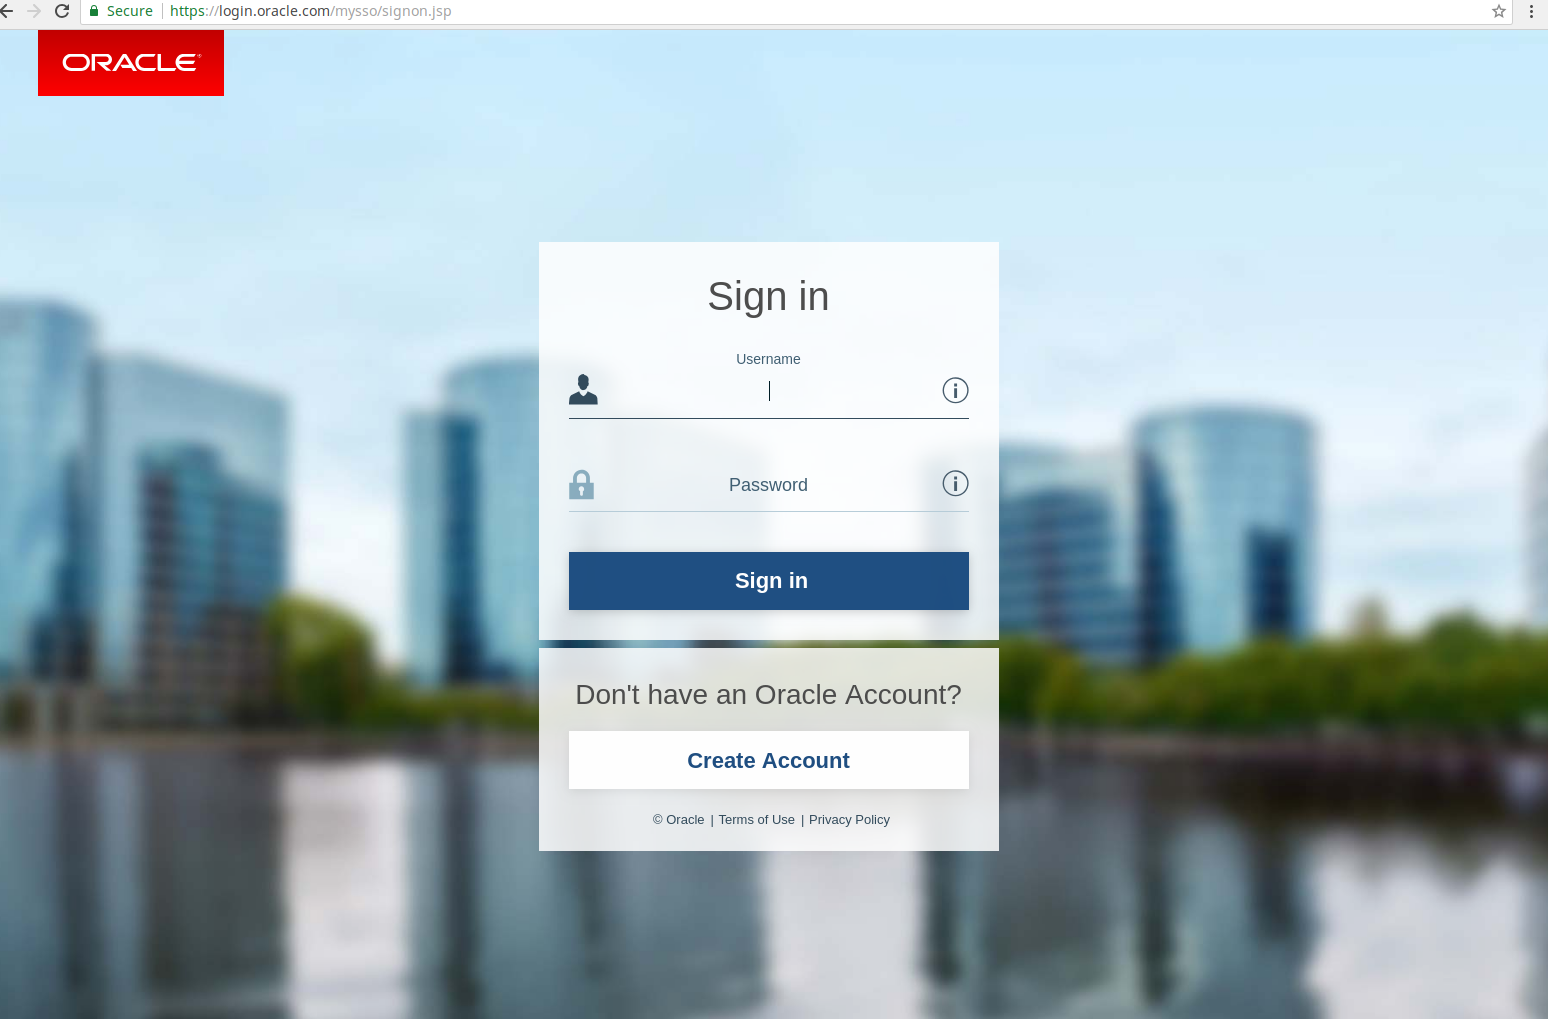 Secure https://login.oracle.com/mysso/signon.jsp
ORACLE®
Sign in
Username
Password
Sign in
Don't have an Oracle Account?
Create Account
© Oracle | Terms of Use | Privacy Policy